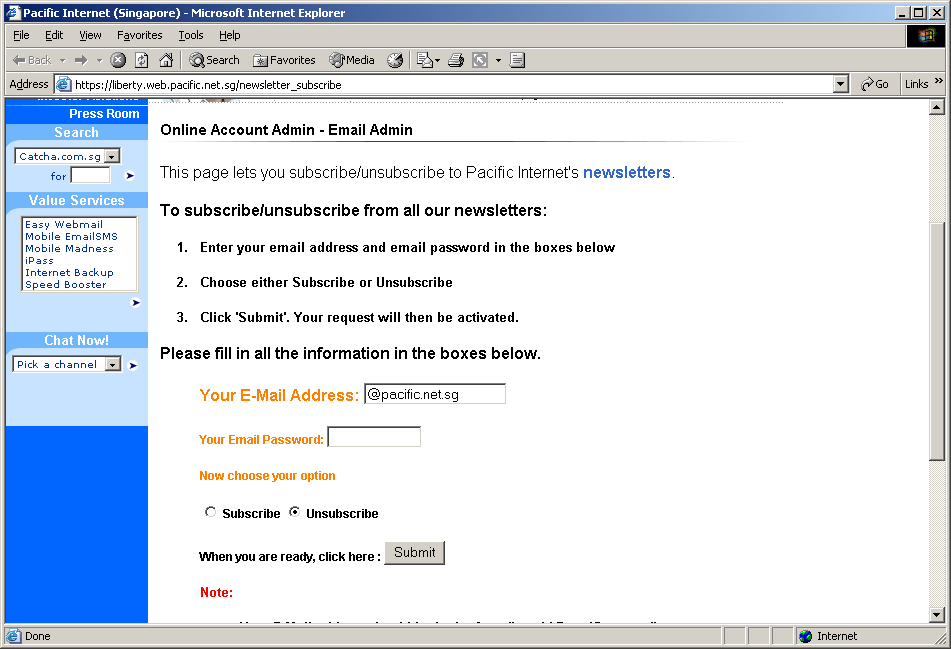 Pacific Internet (Singapore) - Microsoft Internet Explorer
File Edit View Favorites Tools Help
Back Search Favorites Media
Address https://liberty.web.pacific.net.sg/newsletter_subscribe Go Links »
Press Room
Search
Catcha.com.sg
for
Value Services
Easy Webmail
Mobile EmailSMS
Mobile Madness
iPass
Internet Backup
Speed Booster
Chat Now!
Pick a channel
Online Account Admin - Email Admin
This page lets you subscribe/unsubscribe to Pacific Internet's newsletters.
To subscribe/unsubscribe from all our newsletters:
1. Enter your email address and email password in the boxes below
2. Choose either Subscribe or Unsubscribe
3. Click 'Submit'. Your request will then be activated.
Please fill in all the information in the boxes below.
Your E-Mail Address: @pacific.net.sg
Your Email Password:
Now choose your option
Subscribe Unsubscribe
When you are ready, click here : Submit
Note:
Done Internet